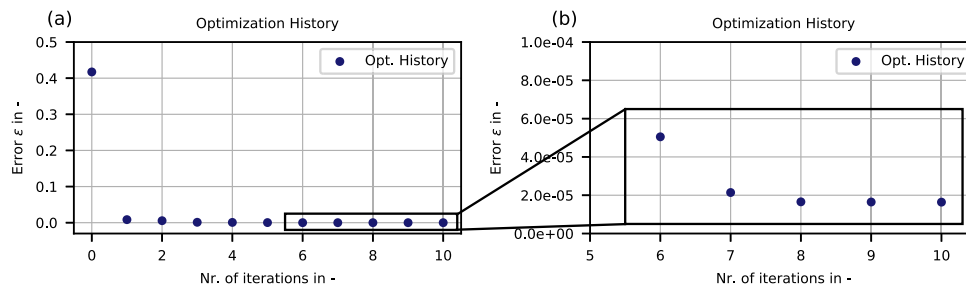 (a)
Optimization History
0.5
0.4
0.3
0.2
0.1
0.0
Error ε in -
Opt. History
0 2 4 6 8 10
Nr. of iterations in -
(b)
Optimization History
1.0e-04
8.0e-05
6.0e-05
4.0e-05
2.0e-05
0.0e+00
Error ε in -
Opt. History
5 6 7 8 9 10
Nr. of iterations in -